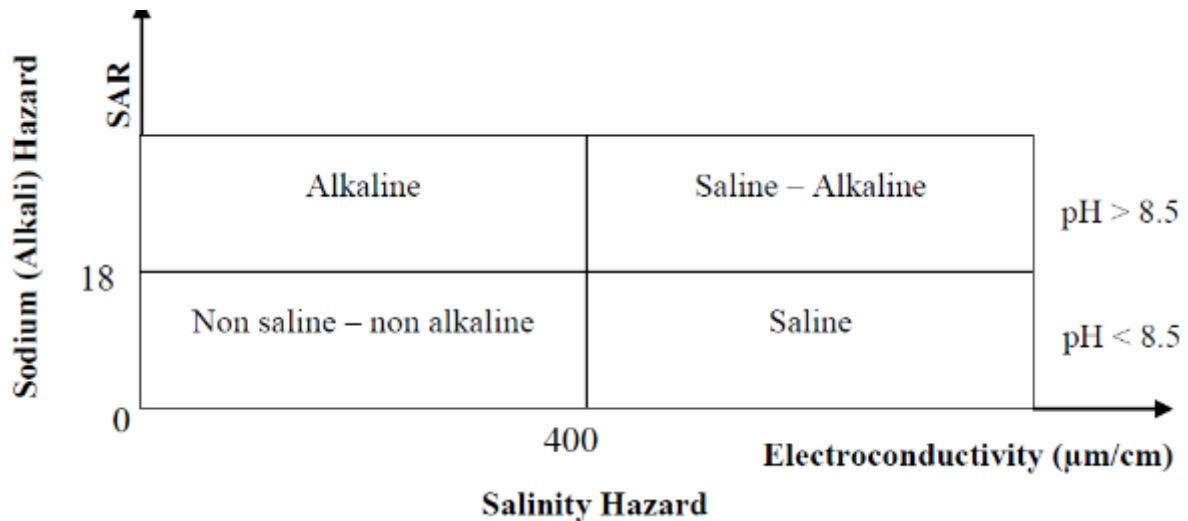 Sodium (Alkali) Hazard
SAR
Alkaline
Saline – Alkaline
pH > 8.5
18
Non saline – non alkaline
Saline
pH < 8.5
0
400
Electroconductivity (µm/cm)
Salinity Hazard